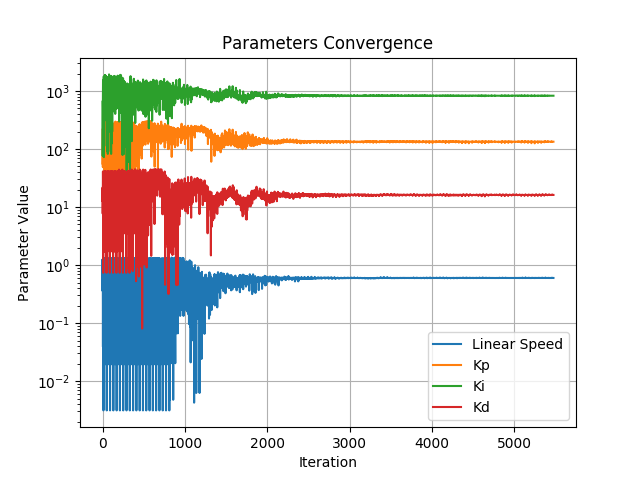 Parameters Convergence
Parameter Value
10³
10²
10¹
10⁰
10⁻¹
10⁻²
0 1000 2000 3000 4000 5000
Iteration
Linear Speed
Kp
Ki
Kd